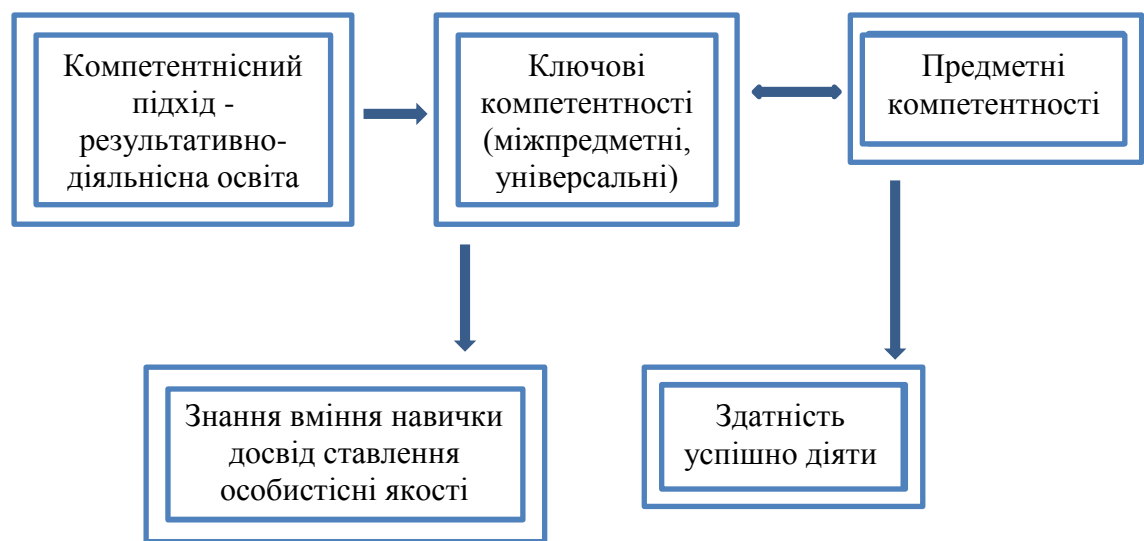 Компетентнісний
підхід -
результативно-
діяльнісна освіта
Ключові
компетентності
(міжпредметні,
універсальні)
Предметні
компетентності
Знання вміння навички
досвід ставлення
особистісні якості
Здатність
успішно діяти